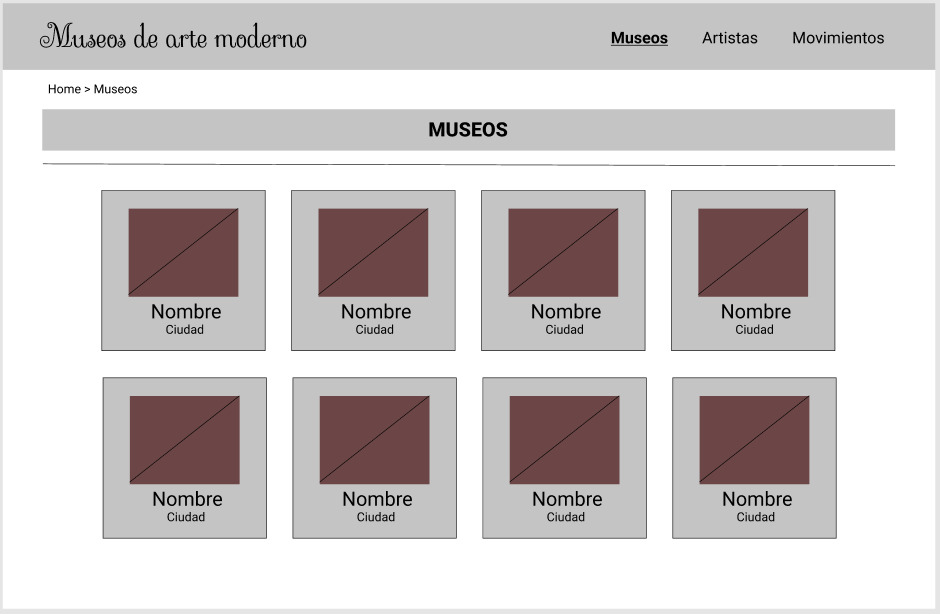 Museos de arte moderno
Museos Artistas Movimientos
Home > Museos
MUSEOS
Nombre Nombre Nombre Nombre
Ciudad Ciudad Ciudad Ciudad
Nombre Nombre Nombre Nombre
Ciudad Ciudad Ciudad Ciudad